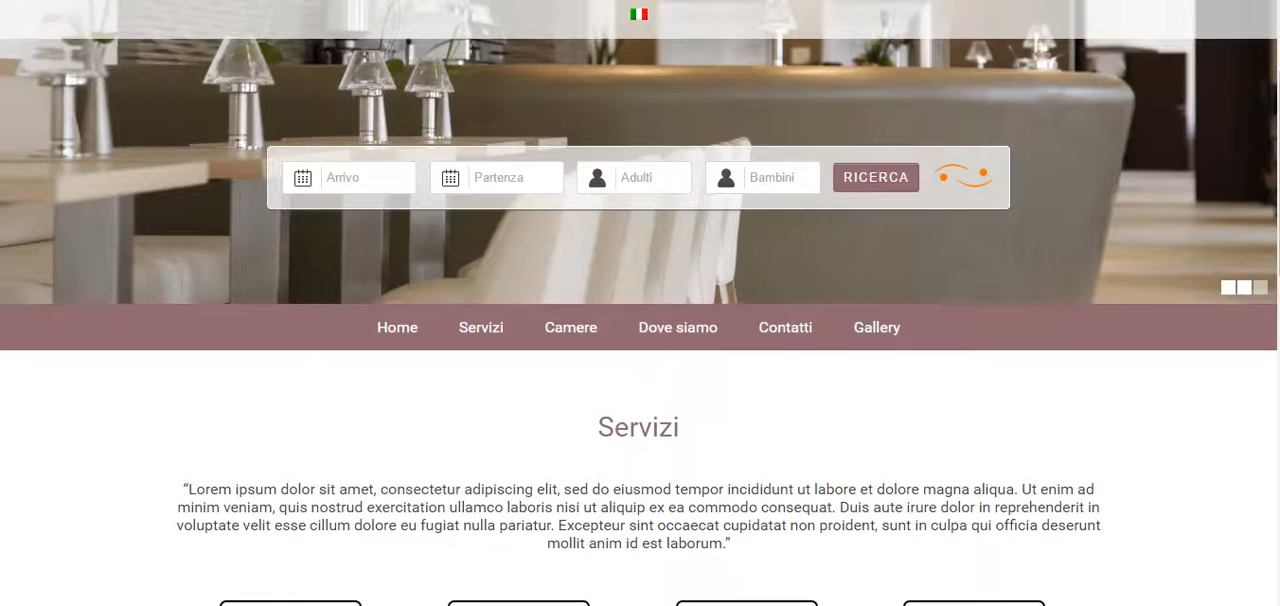 Arrivo Partenza Adulti Bambini RICERCA
Home Servizi Camere Dove siamo Contatti Gallery
Servizi
“Lorem ipsum dolor sit amet, consectetur adipiscing elit, sed do eiusmod tempor incididunt ut labore et dolore magna aliqua. Ut enim ad
minim veniam, quis nostrud exercitation ullamco laboris nisi ut aliquip ex ea commodo consequat. Duis aute irure dolor in reprehenderit in
voluptate velit esse cillum dolore eu fugiat nulla pariatur. Excepteur sint occaecat cupidatat non proident, sunt in culpa qui officia deserunt
mollit anim id est laborum.”